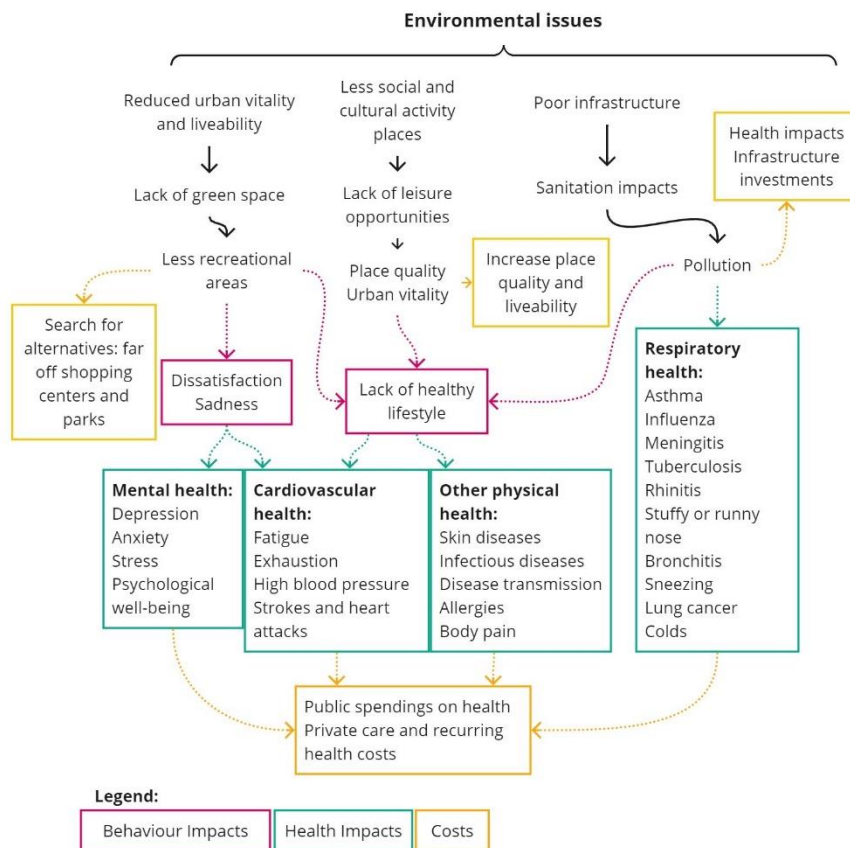 Environmental issues
Reduced urban vitality
and liveability
Less social and
cultural activity
places
Poor infrastructure
Health impacts
Infrastructure
investments
Lack of green space
Lack of leisure
opportunities
Sanitation impacts
Less recreational
areas
Place quality
Urban vitality
Increase place
quality and
liveability
Pollution
Search for
alternatives: far
off shopping
centers and
parks
Dissatisfaction
Sadness
Lack of healthy
lifestyle
Respiratory
health:
Asthma
Influenza
Meningitis
Tuberculosis
Rhinitis
Stuffy or runny
nose
Bronchitis
Sneezing
Lung cancer
Colds
Mental health:
Depression
Anxiety
Stress
Psychological
well-being
Cardiovascular
health:
Fatigue
Exhaustion
High blood pressure
Strokes and heart
attacks
Other physical
health:
Skin diseases
Infectious diseases
Disease transmission
Allergies
Body pain
Public spendings on health
Private care and recurring
health costs
Legend:
Behaviour Impacts
Health Impacts
Costs